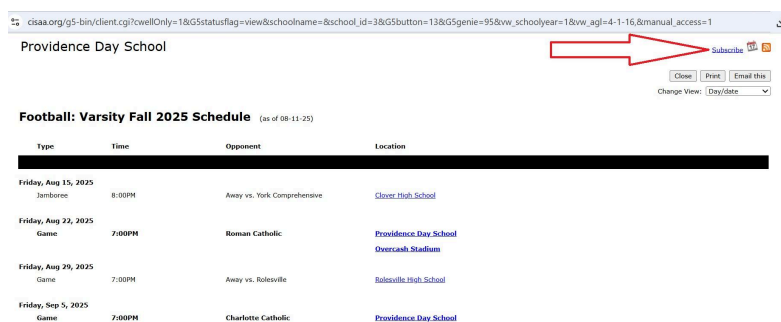 cisaa.org/g5-bin/client.cgi?cwellOnly=1&G5statusflag=view&schoolname=&school_id=3&G5button=13&G5genie=95&vw_schoolyear=1&vw_agl=4-1-16,&manual_access=1
Providence Day School
Subscribe
Close Print Email this
Change View: Day/date
Football: Varsity Fall 2025 Schedule (as of 08-11-25)
Type Time Opponent Location
Friday, Aug 15, 2025
Jamboree 8:00PM Away vs. York Comprehensive Clover High School
Friday, Aug 22, 2025
Game 7:00PM Roman Catholic Providence Day School
Overcash Stadium
Friday, Aug 29, 2025
Game 7:00PM Away vs. Rolesville Rolesville High School
Friday, Sep 5, 2025
Game 7:00PM Charlotte Catholic Providence Day School